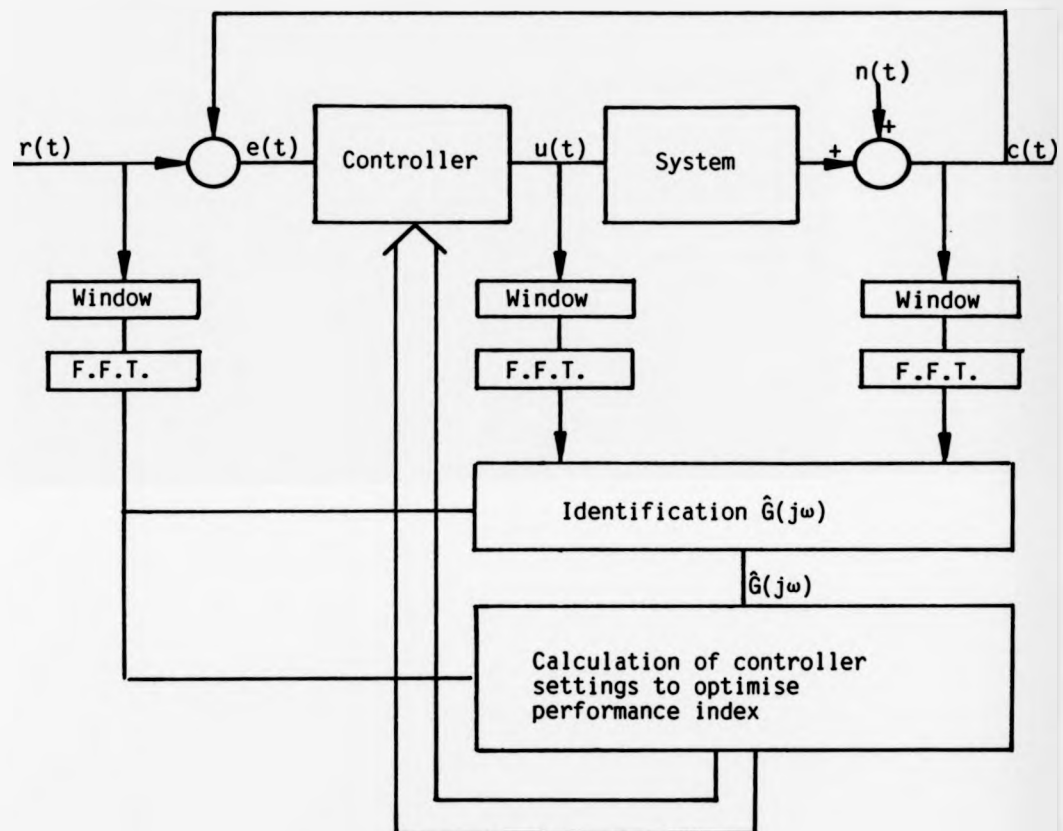 n(t)
+
r(t)
e(t)
Controller
u(t)
System
+
c(t)
Window
Window
Window
F.F.T.
F.F.T.
F.F.T.
Identification Ĝ(jω)
Ĝ(jω)
Calculation of controller
settings to optimise
performance index